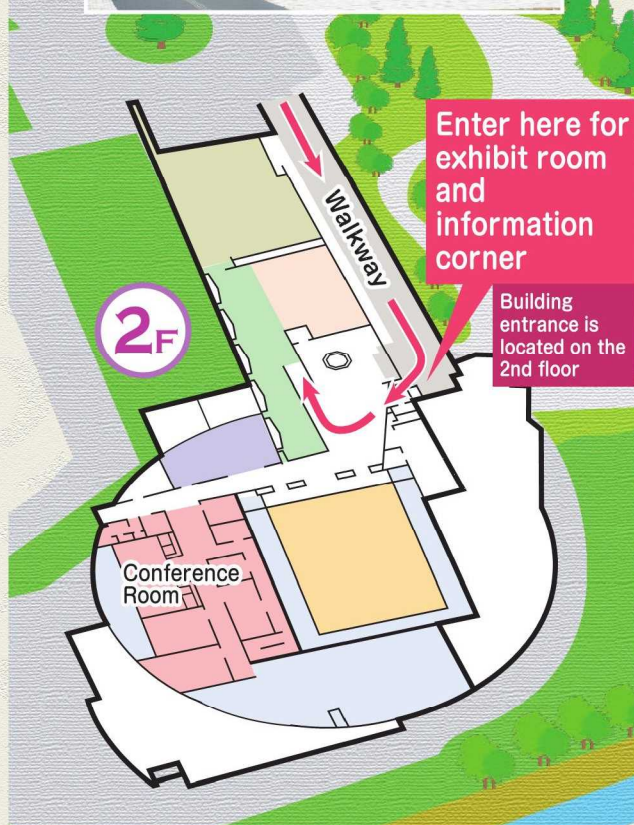 Enter here for
exhibit room
and
information
corner
Walkway
Building
entrance is
located on the
2nd floor
2F
Conference
Room